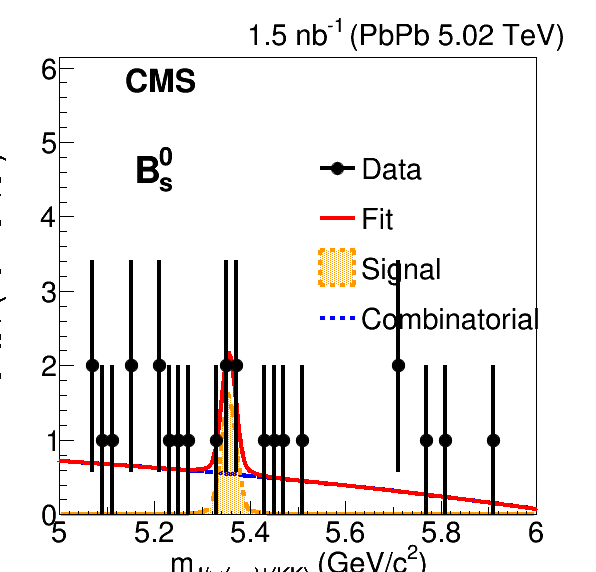 1.5 nb-1 (PbPb 5.02 TeV)
CMS
B0s
Data
Fit
Signal
Combinatorial
6
5
4
3
2
1
0
5 5.2 5.4 5.6 5.8 6
(GeV/c2)